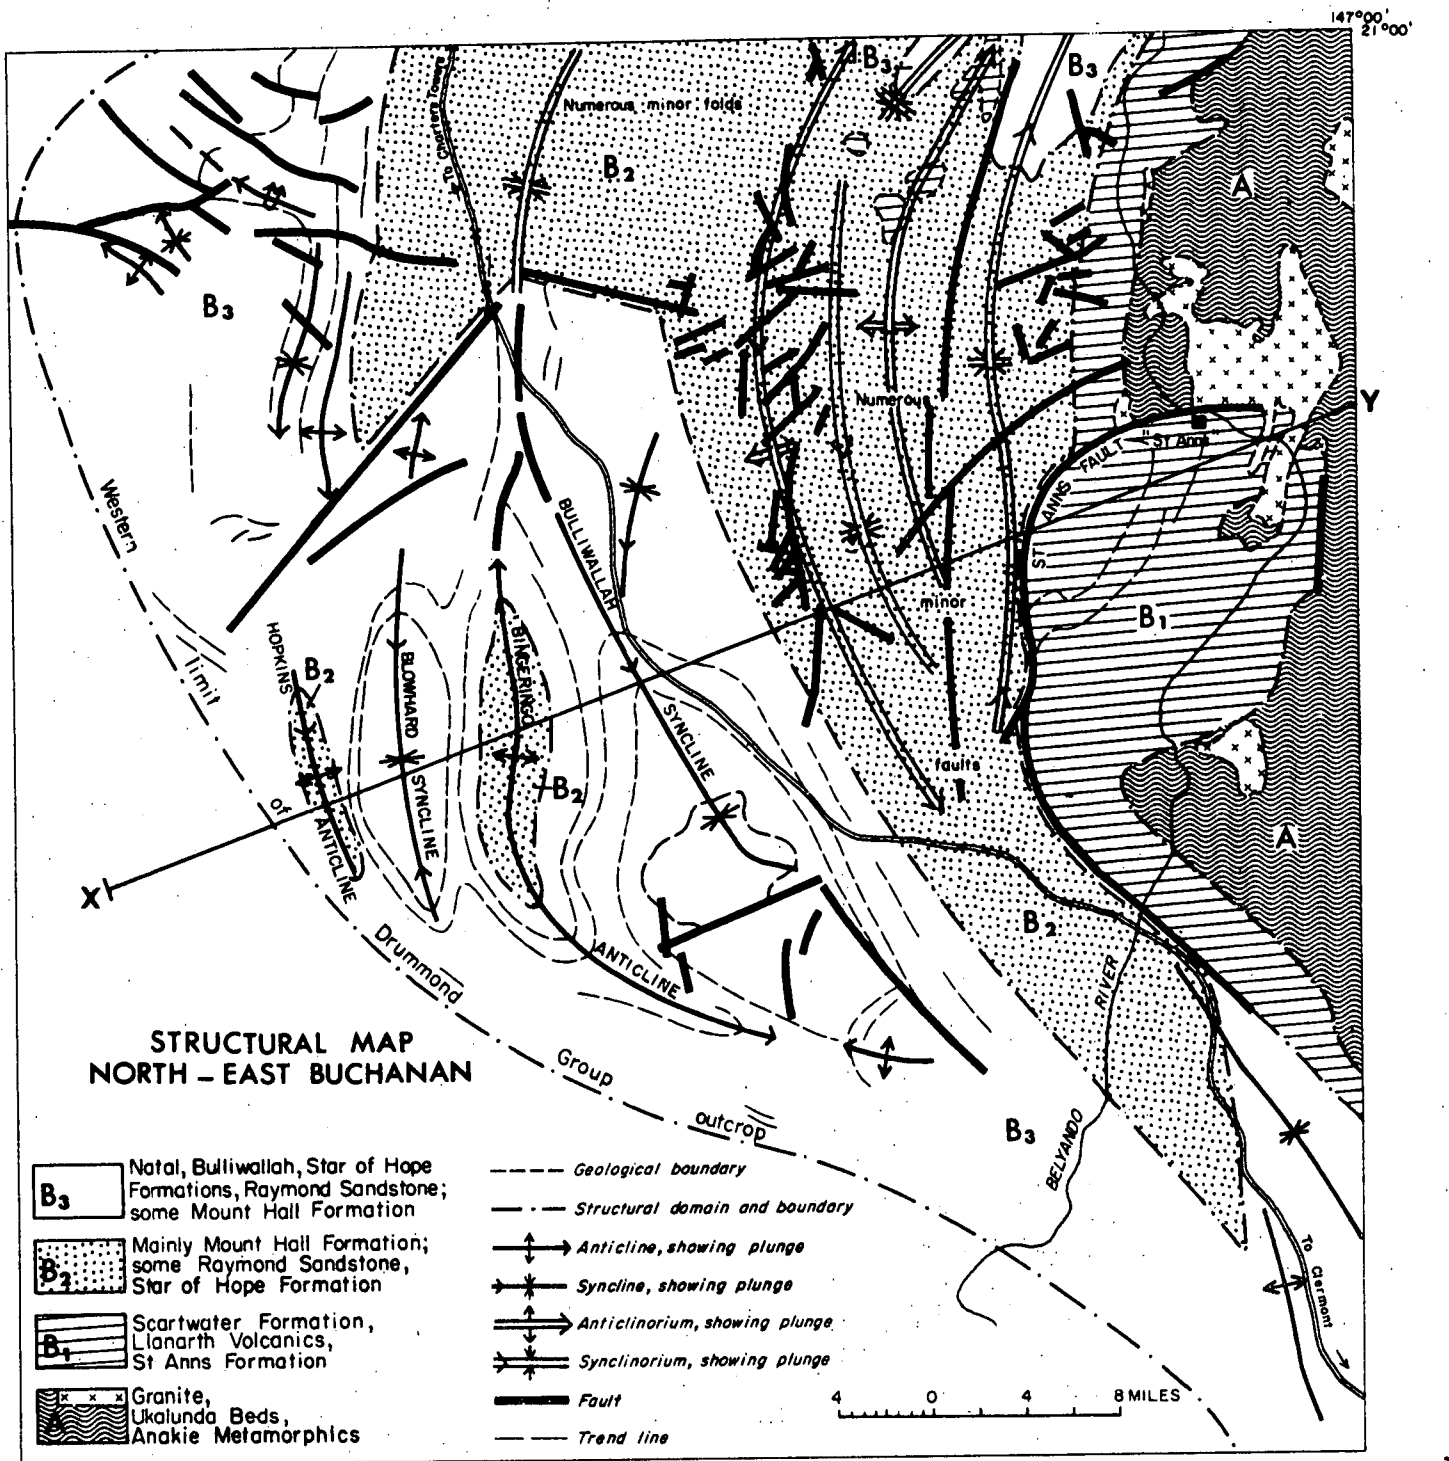 147°00'
21°00'
B3
B3
Numerous minor folds
To Charters Towers
B2
A
B3
Y
Numerous
"St Anns"
ST ANNS FAULT
Western
limit
of
Drummond
Group
outcrop
BULLIWALLAH
SYNCLINE
minor
B1
HOPKINS
ANTICLINE
B2
BLOWHARD
SYNCLINE
BINGERINGO
ANTICLINE
B2
faults
A
X
B2
RIVER
BELYANDO
B3
To Clermont
STRUCTURAL MAP
NORTH – EAST BUCHANAN
B3
Natal, Bulliwallah, Star of Hope
Formations, Raymond Sandstone;
some Mount Hall Formation
B2
Mainly Mount Hall Formation;
some Raymond Sandstone,
Star of Hope Formation
B1
Scartwater Formation,
Llanarth Volcanics,
St Anns Formation
A
Granite,
Ukalunda Beds,
Anakie Metamorphics
Geological boundary
Structural domain and boundary
Anticline, showing plunge
Syncline, showing plunge
Anticlinorium, showing plunge
Synclinorium, showing plunge
Fault
Trend line
4 0 4 8 MILES